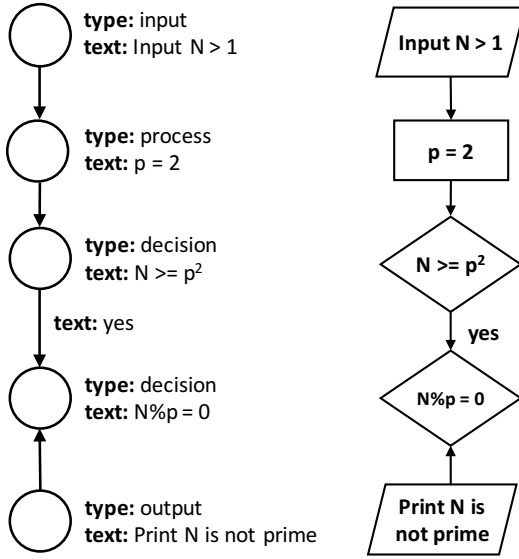 type: input
text: Input N > 1
type: process
text: p = 2
type: decision
text: N >= p²
text: yes
type: decision
text: N%p = 0
type: output
text: Print N is not prime
Input N > 1
p = 2
N >= p²
yes
N%p = 0
Print N is
not prime